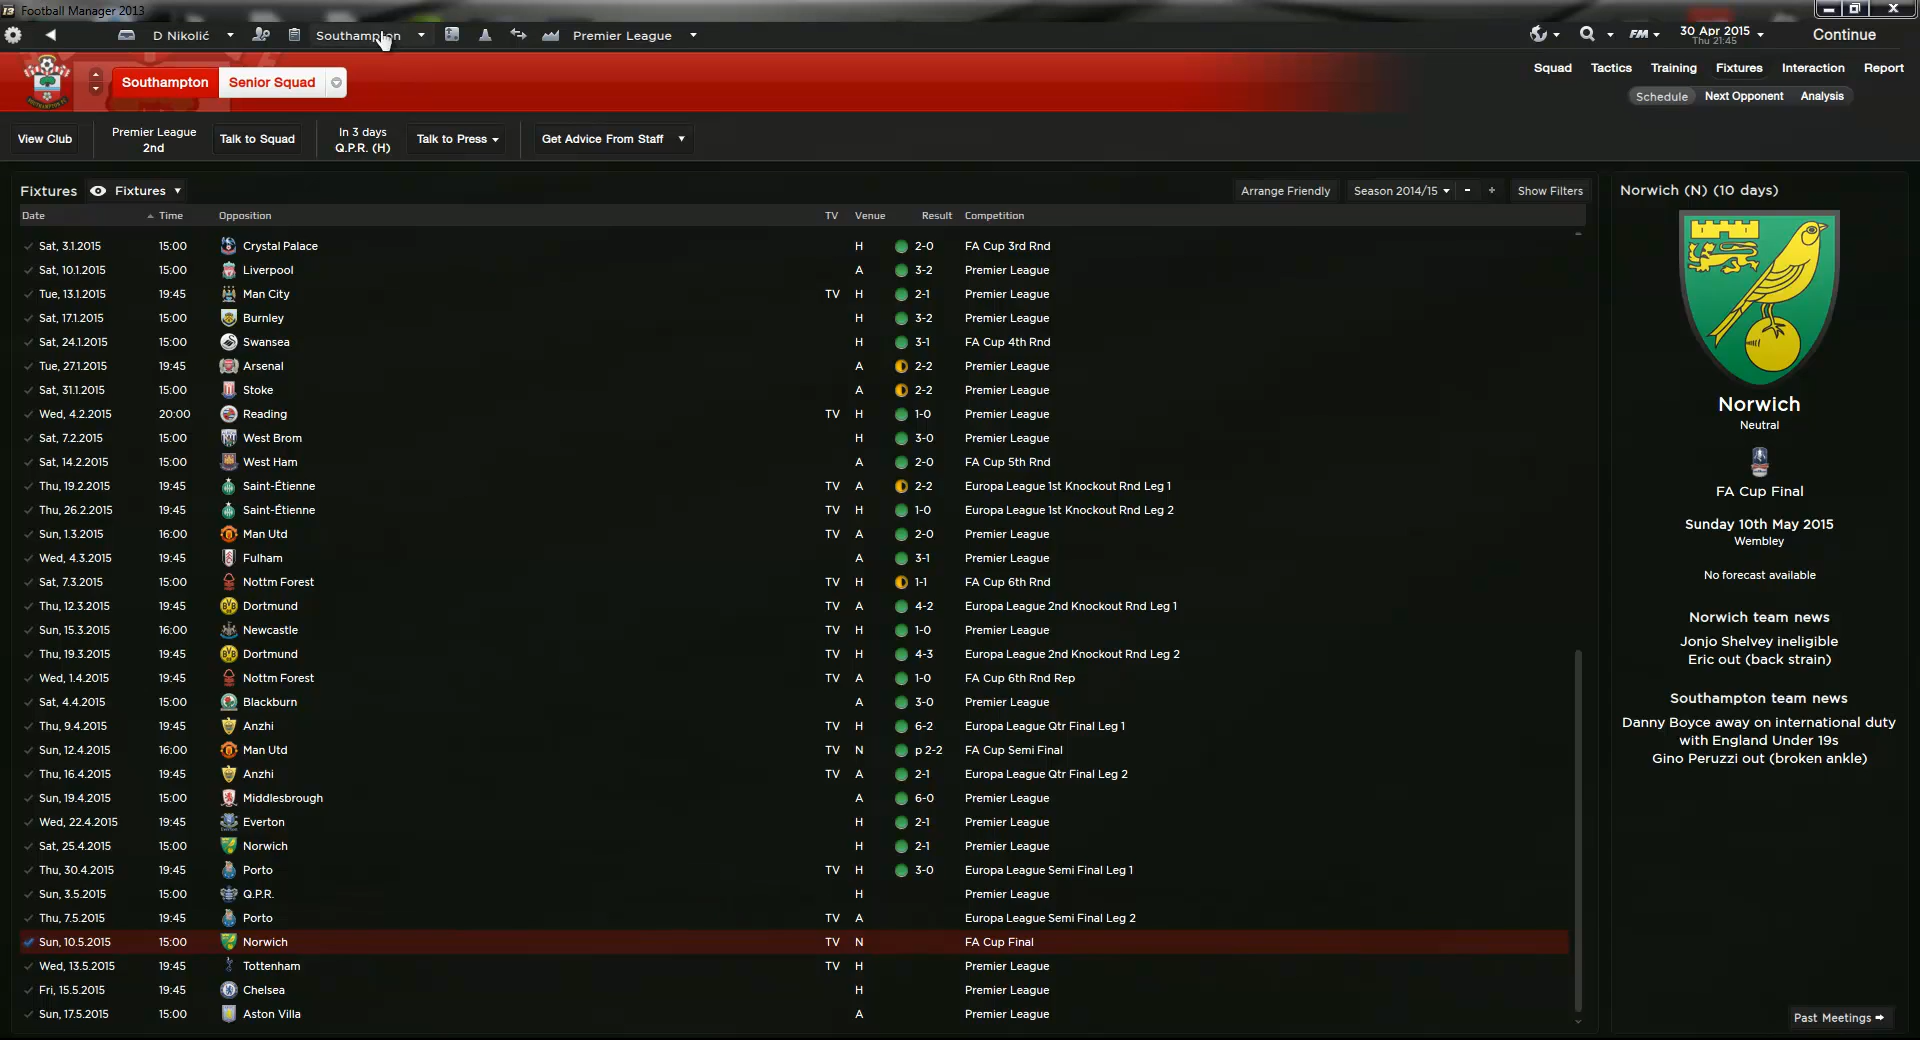 Football Manager 2013
D Nikolić Southampton Premier League FM 30 Apr 2015 Continue
Thu 21:45
Southampton Senior Squad Squad Tactics Training Fixtures Interaction Report
Schedule Next Opponent Analysis
View Club Premier League Talk to Squad In 3 days Talk to Press Get Advice From Staff
2nd Q.P.R. (H)
Fixtures Fixtures Arrange Friendly Season 2014/15 - + Show Filters
Date Time Opposition TV Venue Result Competition
Sat, 3.1.2015 15:00 Crystal Palace H 2-0 FA Cup 3rd Rnd
Sat, 10.1.2015 15:00 Liverpool A 3-2 Premier League
Tue, 13.1.2015 19:45 Man City TV H 2-1 Premier League
Sat, 17.1.2015 15:00 Burnley H 3-2 Premier League
Sat, 24.1.2015 15:00 Swansea H 3-1 FA Cup 4th Rnd
Tue, 27.1.2015 19:45 Arsenal A 2-2 Premier League
Sat, 31.1.2015 15:00 Stoke A 2-2 Premier League
Wed, 4.2.2015 20:00 Reading TV H 1-0 Premier League
Sat, 7.2.2015 15:00 West Brom H 3-0 Premier League
Sat, 14.2.2015 15:00 West Ham A 2-0 FA Cup 5th Rnd
Thu, 19.2.2015 19:45 Saint-Étienne TV A 2-2 Europa League 1st Knockout Rnd Leg 1
Thu, 26.2.2015 19:45 Saint-Étienne TV H 1-0 Europa League 1st Knockout Rnd Leg 2
Sun, 1.3.2015 16:00 Man Utd TV A 2-0 Premier League
Wed, 4.3.2015 19:45 Fulham A 3-1 Premier League
Sat, 7.3.2015 15:00 Nottm Forest TV H 1-1 FA Cup 6th Rnd
Thu, 12.3.2015 19:45 Dortmund TV A 4-2 Europa League 2nd Knockout Rnd Leg 1
Sun, 15.3.2015 16:00 Newcastle TV H 1-0 Premier League
Thu, 19.3.2015 19:45 Dortmund TV H 4-3 Europa League 2nd Knockout Rnd Leg 2
Wed, 1.4.2015 19:45 Nottm Forest TV A 1-0 FA Cup 6th Rnd Rep
Sat, 4.4.2015 15:00 Blackburn A 3-0 Premier League
Thu, 9.4.2015 19:45 Anzhi TV H 6-2 Europa League Qtr Final Leg 1
Sun, 12.4.2015 16:00 Man Utd TV N p 2-2 FA Cup Semi Final
Thu, 16.4.2015 19:45 Anzhi TV A 2-1 Europa League Qtr Final Leg 2
Sun, 19.4.2015 15:00 Middlesbrough A 6-0 Premier League
Wed, 22.4.2015 19:45 Everton H 2-1 Premier League
Sat, 25.4.2015 15:00 Norwich H 2-1 Premier League
Thu, 30.4.2015 19:45 Porto TV H 3-0 Europa League Semi Final Leg 1
Sun, 3.5.2015 15:00 Q.P.R. H Premier League
Thu, 7.5.2015 19:45 Porto TV A Europa League Semi Final Leg 2
Sun, 10.5.2015 15:00 Norwich TV N FA Cup Final
Wed, 13.5.2015 19:45 Tottenham TV H Premier League
Fri, 15.5.2015 19:45 Chelsea H Premier League
Sun, 17.5.2015 15:00 Aston Villa A Premier League
Norwich (N) (10 days)
Norwich
Neutral
FA Cup Final
Sunday 10th May 2015
Wembley
No forecast available
Norwich team news
Jonjo Shelvey ineligible
Eric out (back strain)
Southampton team news
Danny Boyce away on international duty
with England Under 19s
Gino Peruzzi out (broken ankle)
Past Meetings